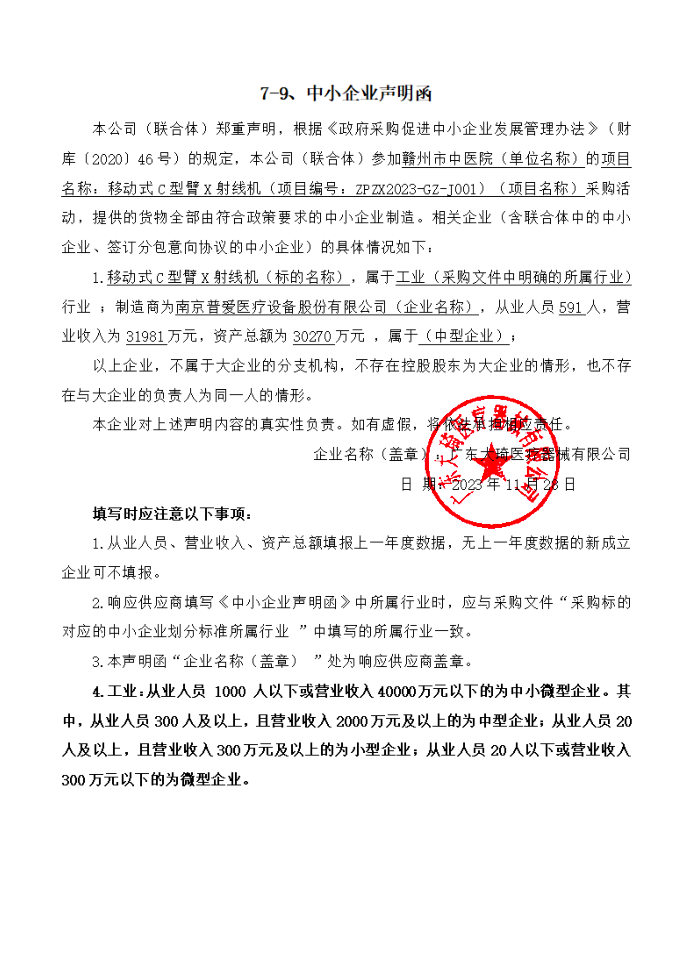 7-9、中小企业声明函
本公司（联合体）郑重声明，根据《政府采购促进中小企业发展管理办法》（财
库〔2020〕46号）的规定，本公司（联合体）参加赣州市中医院（单位名称）的项目
名称：移动式C型臂X射线机（项目编号：ZPZX2023-GZ-J001）（项目名称）采购活
动，提供的货物全部由符合政策要求的中小企业制造。相关企业（含联合体中的中小
企业、签订分包意向协议的中小企业）的具体情况如下：
1.移动式C型臂X射线机（标的名称），属于工业（采购文件中明确的所属行业）
行业 ；制造商为南京普爱医疗设备股份有限公司（企业名称），从业人员591人，营
业收入为31981万元，资产总额为30270万元 ，属于（中型企业）；
以上企业，不属于大企业的分支机构，不存在控股股东为大企业的情形，也不存
在与大企业的负责人为同一人的情形。
本企业对上述声明内容的真实性负责。如有虚假，将依法承担相应责任。
企业名称（盖章）：广东大琦医疗器械有限公司
日 期：2023年11月28日
广东大琦医疗器械有限公司
填写时应注意以下事项：
1.从业人员、营业收入、资产总额填报上一年度数据，无上一年度数据的新成立
企业可不填报。
2.响应供应商填写《中小企业声明函》中所属行业时，应与采购文件“采购标的
对应的中小企业划分标准所属行业 ”中填写的所属行业一致。
3.本声明函“企业名称（盖章） ”处为响应供应商盖章。
4.工业：从业人员 1000 人以下或营业收入40000万元以下的为中小微型企业。其
中，从业人员300人及以上，且营业收入 2000万元及以上的为中型企业；从业人员20
人及以上，且营业收入300万元及以上的为小型企业；从业人员20人以下或营业收入
300万元以下的为微型企业。